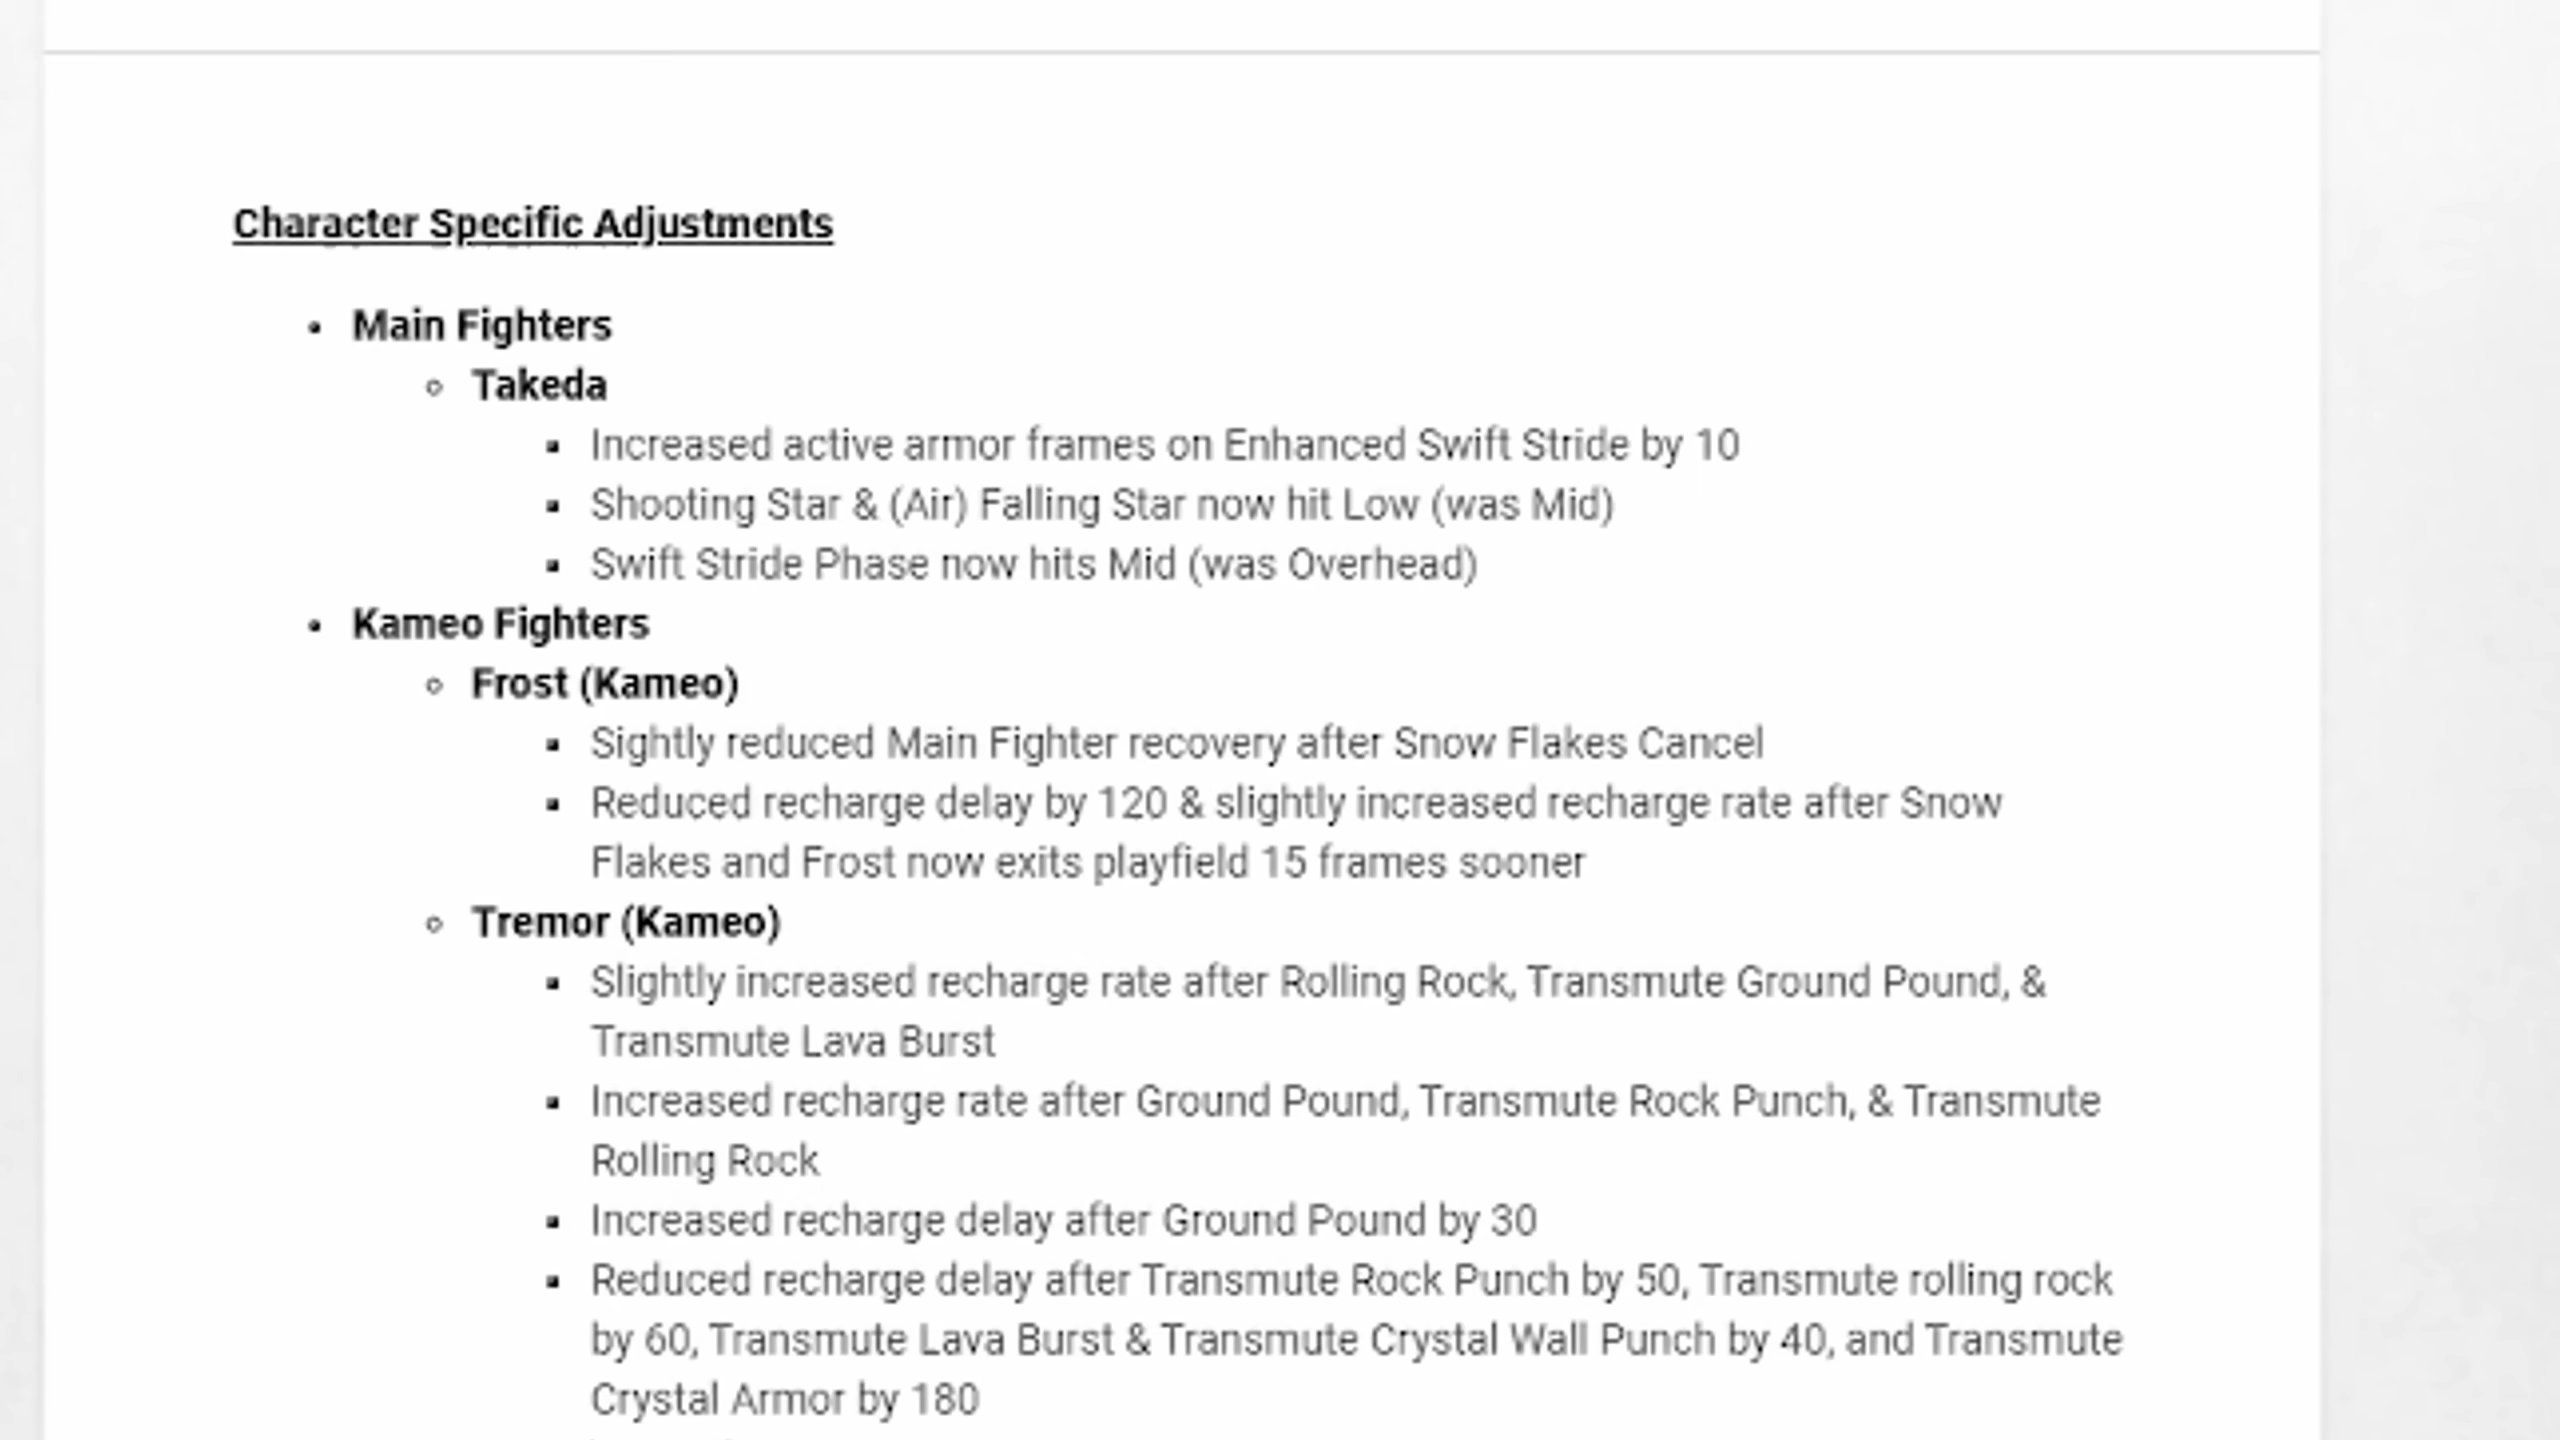 Character Specific Adjustments
Main Fighters
Takeda
Increased active armor frames on Enhanced Swift Stride by 10
Shooting Star & (Air) Falling Star now hit Low (was Mid)
Swift Stride Phase now hits Mid (was Overhead)
Kameo Fighters
Frost (Kameo)
Sightly reduced Main Fighter recovery after Snow Flakes Cancel
Reduced recharge delay by 120 & slightly increased recharge rate after Snow
Flakes and Frost now exits playfield 15 frames sooner
Tremor (Kameo)
Slightly increased recharge rate after Rolling Rock, Transmute Ground Pound, &
Transmute Lava Burst
Increased recharge rate after Ground Pound, Transmute Rock Punch, & Transmute
Rolling Rock
Increased recharge delay after Ground Pound by 30
Reduced recharge delay after Transmute Rock Punch by 50, Transmute rolling rock
by 60, Transmute Lava Burst & Transmute Crystal Wall Punch by 40, and Transmute
Crystal Armor by 180